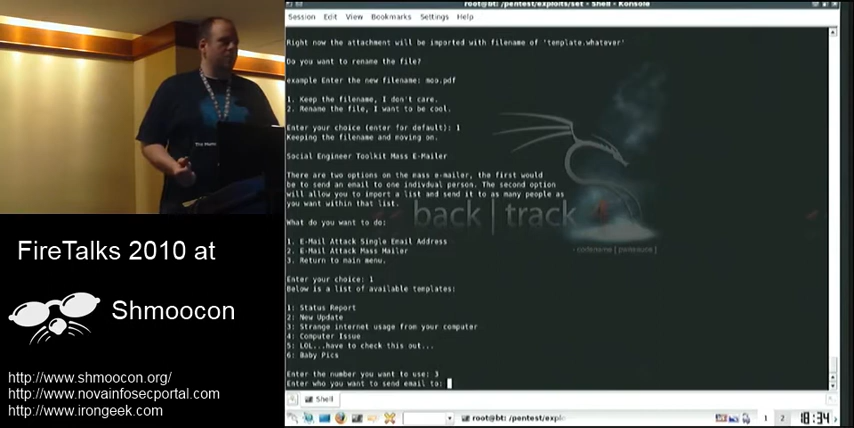 root@bt: /pentest/exploits/set - Shell - Konsole
Session Edit View Bookmarks Settings Help
Right now the attachment will be imported with filename of 'template.whatever'
Do you want to rename the file?
example Enter the new filename: moo.pdf
1. Keep the filename, I don't care.
2. Rename the file, I want to be cool.
Enter your choice (enter for default): 1
Keeping the filename and moving on.
Social Engineer Toolkit Mass E-Mailer
There are two options on the mass e-mailer, the first would
be to send an email to one indivdual person. The second option
will allow you to import a list and send it to as many people as
you want within that list.
What do you want to do:
1. E-Mail Attack Single Email Address
2. E-Mail Attack Mass Mailer
3. Return to main menu.
Enter your choice: 1
Below is a list of available templates:
1: Status Report
2: New Update
3: Strange internet usage from your computer
4: Computer Issue
5: LOL...have to check this out...
6: Baby Pics
Enter the number you want to use: 3
Enter who you want to send email to:
back | track
Shell
root@bt: /pentest/explo
1 2 18:34
FireTalks 2010 at
Shmoocon
http://www.shmoocon.org/
http://www.novainfosecportal.com
http://www.irongeek.com